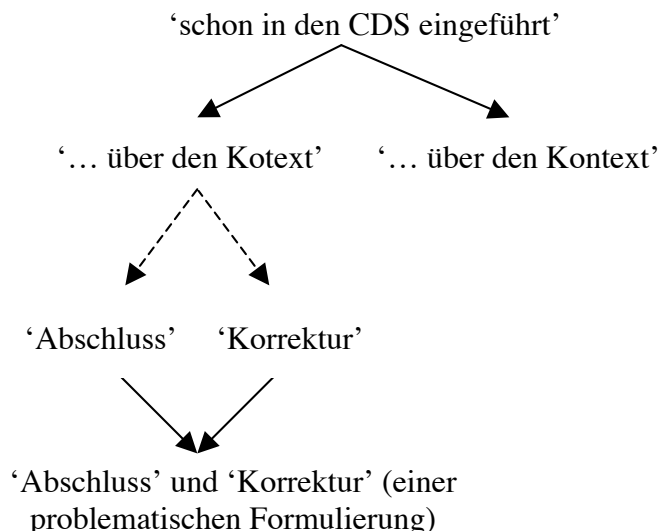 ‘schon in den CDS eingeführt’
‘… über den Kotext’ ‘… über den Kontext’
‘Abschluss’ ‘Korrektur’
‘Abschluss’ und ‘Korrektur’ (einer
problematischen Formulierung)